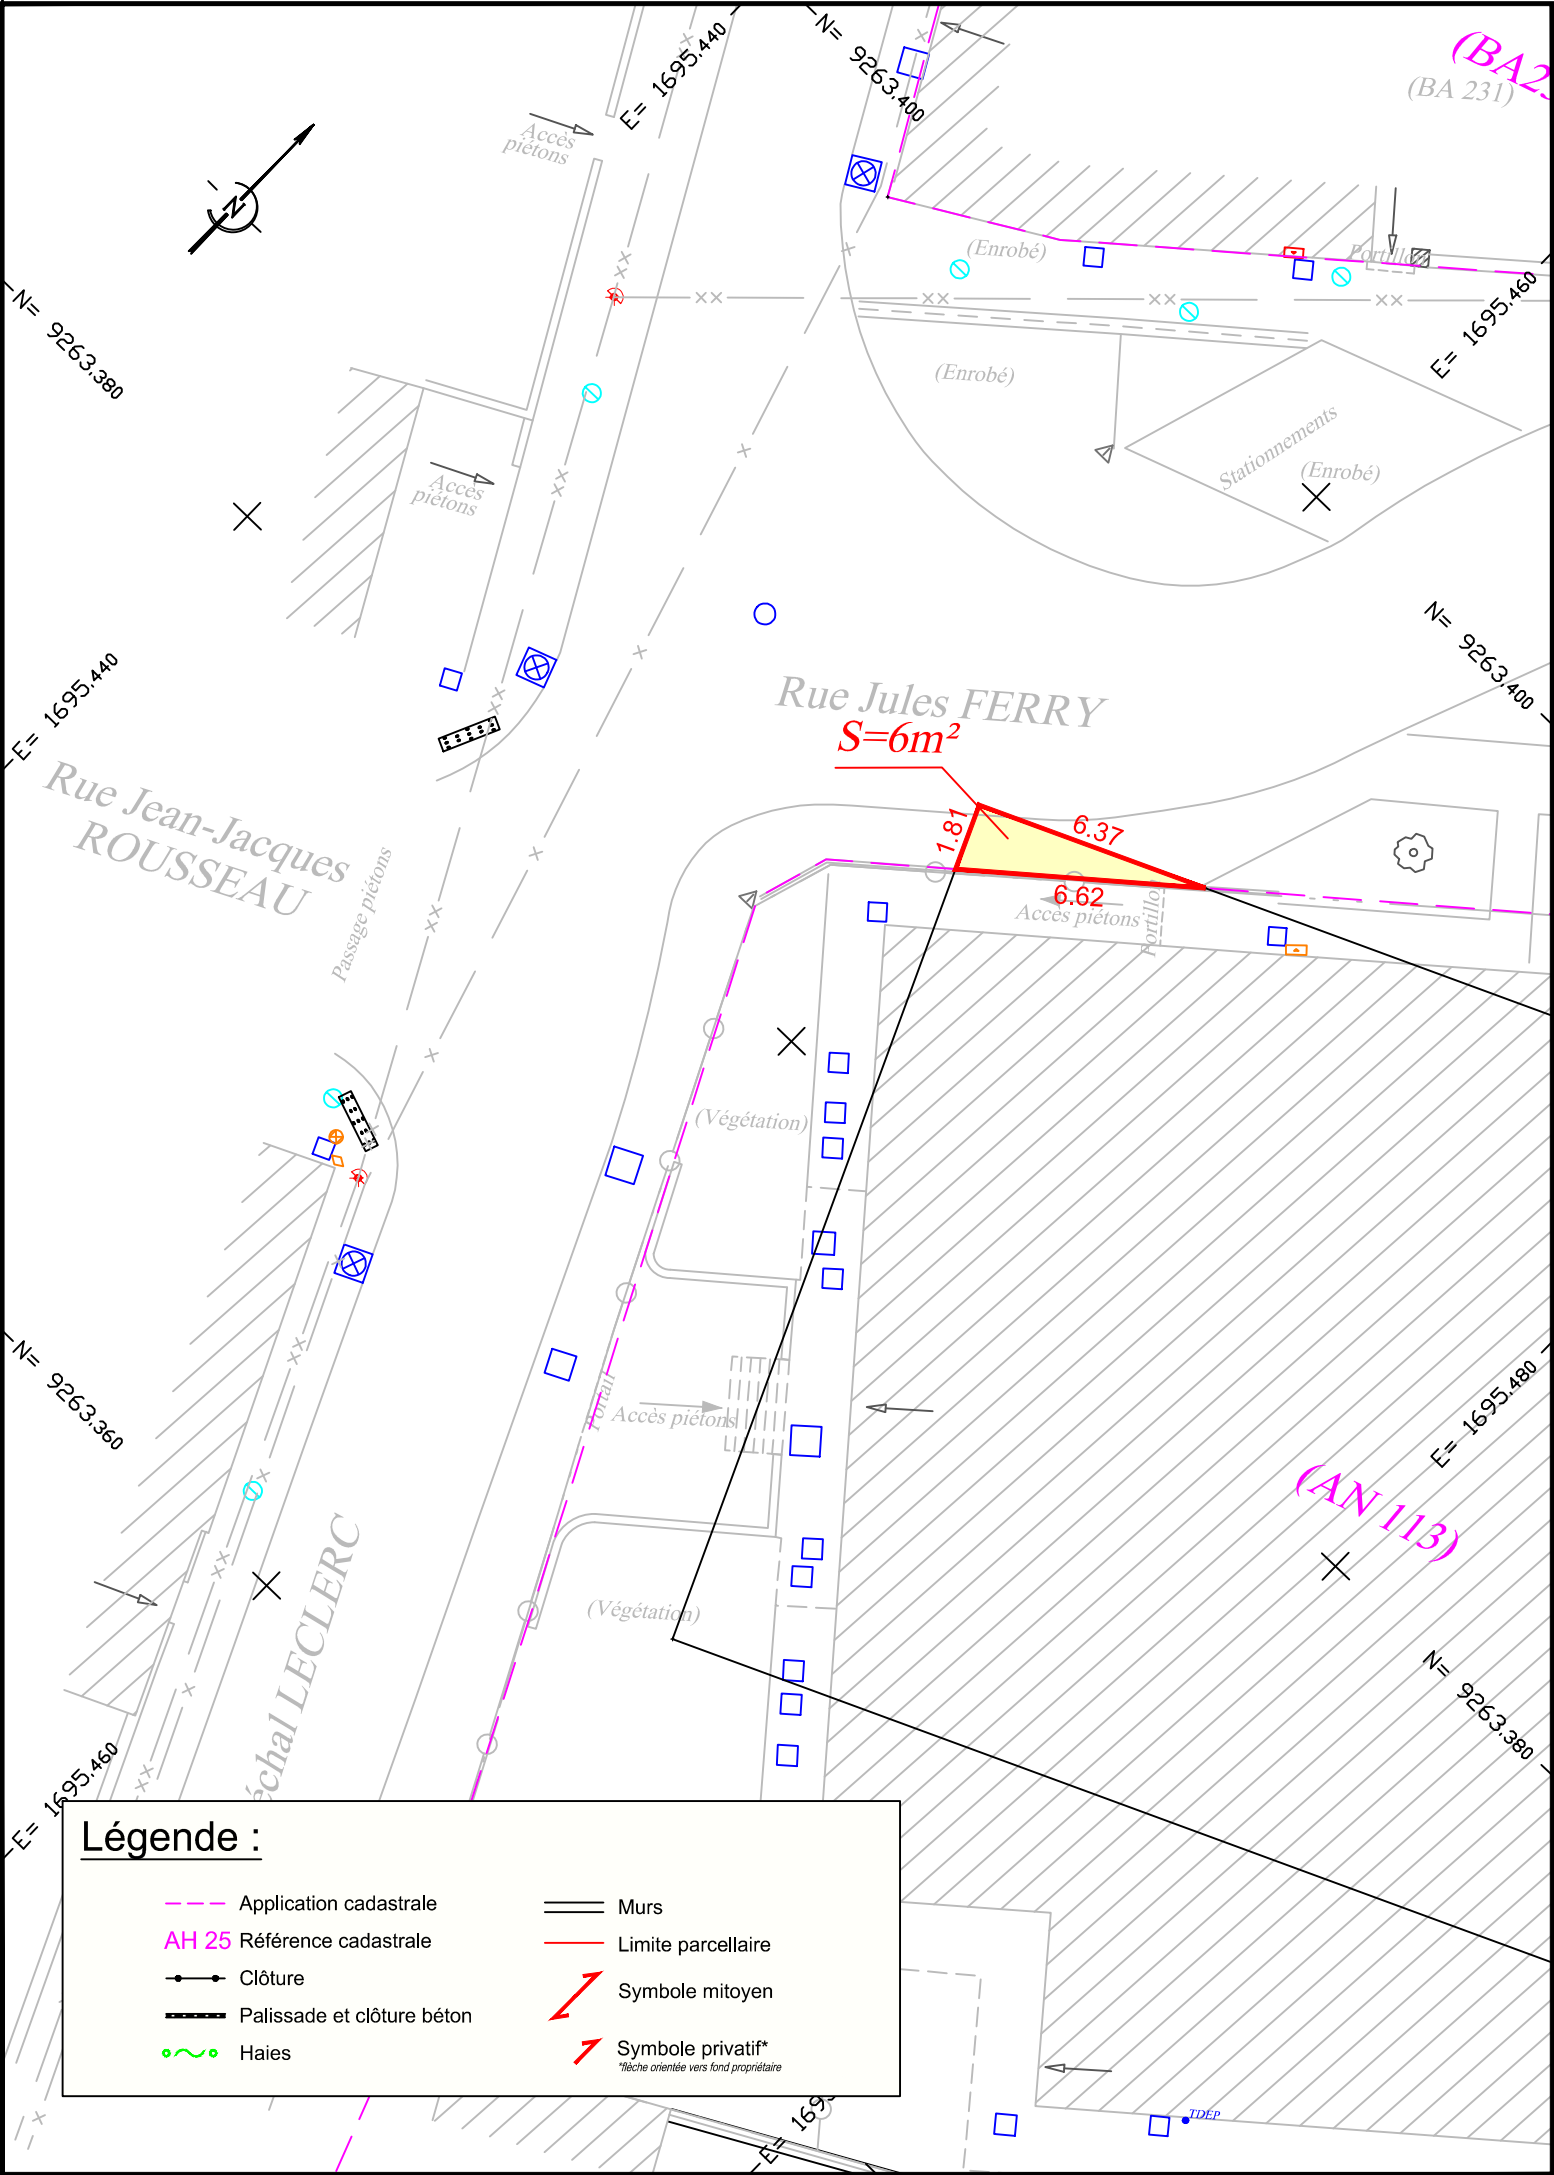 E= 1695.440
N= 9263.400
(BA 231)
Accès
piétons
N
(Enrobé)
N= 9263.380
E= 1695.460
(Enrobé)
Stationnements
(Enrobé)
Accès
piétons
N= 9263.400
E= 1695.440
Rue Jules FERRY
S=6m²
Rue Jean-Jacques
ROUSSEAU
1.81
6.37
6.62
Passage piétons
Accès piétons
(Végétation)
N= 9263.360
Portail
Accès piétons
E= 1695.480
(AN 113)
LECLERC
(Végétation)
N= 9263.380
E= 1695.460
Légende :
Application cadastrale
AH 25 Référence cadastrale
Clôture
Palissade et clôture béton
Haies
Murs
Limite parcellaire
Symbole mitoyen
Symbole privatif*
*flèche orientée vers fond propriétaire
TDEP